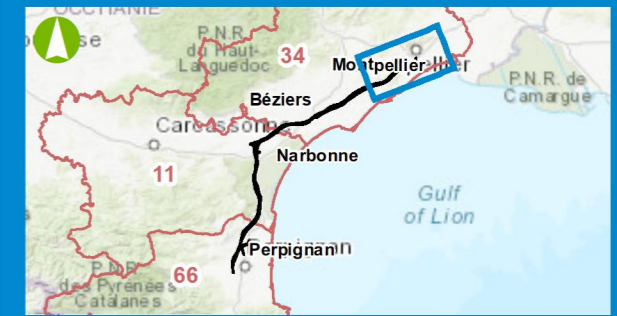 OCCITANIE
P.N.R.
du Haut-
Languedoc
34
Montpellier
P.N.R. de
Camargue
Béziers
Carcassonne
Narbonne
11
Gulf
of Lion
Perpignan
P.N.R.
des Pyrénées
Catalanes
66